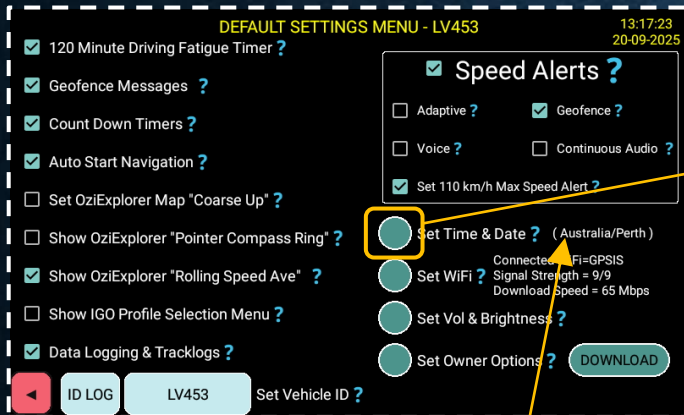 DEFAULT SETTINGS MENU - LV453
13:17:23
20-09-2025
120 Minute Driving Fatigue Timer ?
Geofence Messages ?
Count Down Timers ?
Auto Start Navigation ?
Set OziExplorer Map "Coarse Up" ?
Show OziExplorer "Pointer Compass Ring" ?
Show OziExplorer "Rolling Speed Ave" ?
Show IGO Profile Selection Menu ?
Data Logging & Tracklogs ?
Speed Alerts ?
Adaptive ?
Geofence ?
Voice ?
Continuous Audio ?
Set 110 km/h Max Speed Alert ?
Set Time & Date ? ( Australia/Perth )
Set WiFi ?
Connected Fi=GPSIS
Signal Strength = 9/9
Download Speed = 65 Mbps
Set Vol & Brightness ?
Set Owner Options ?
DOWNLOAD
ID LOG
LV453
Set Vehicle ID ?